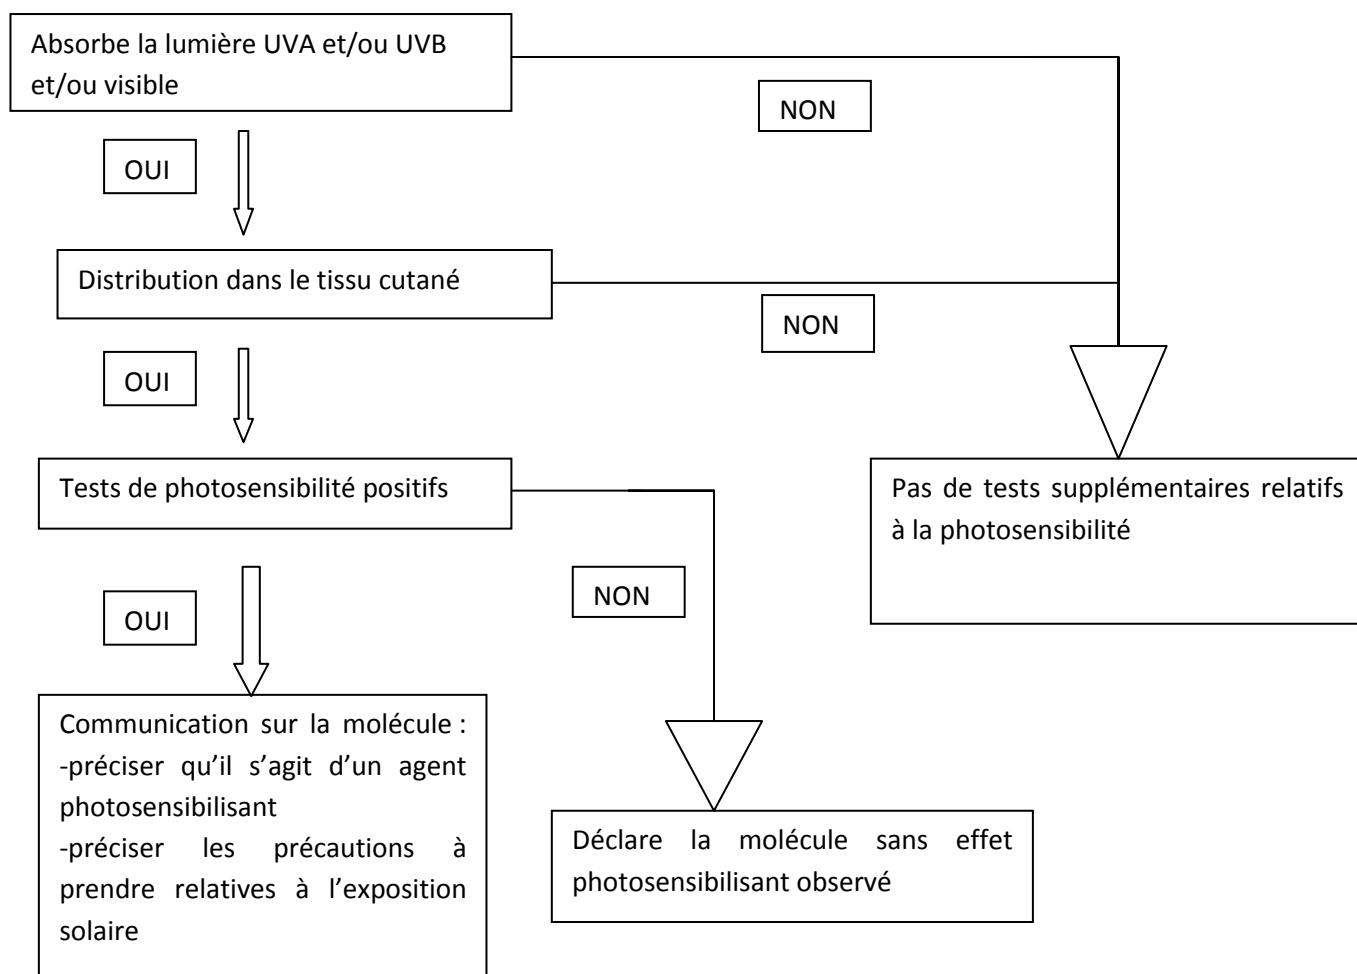 Absorbe la lumière UVA et/ou UVB
et/ou visible
NON
OUI
Distribution dans le tissu cutané
NON
OUI
Tests de photosensibilité positifs
Pas de tests supplémentaires relatifs
à la photosensibilité
NON
OUI
Communication sur la molécule :
-préciser qu’il s’agit d’un agent
photosensibilisant
-préciser les précautions à
prendre relatives à l’exposition
solaire
Déclare la molécule sans effet
photosensibilisant observé